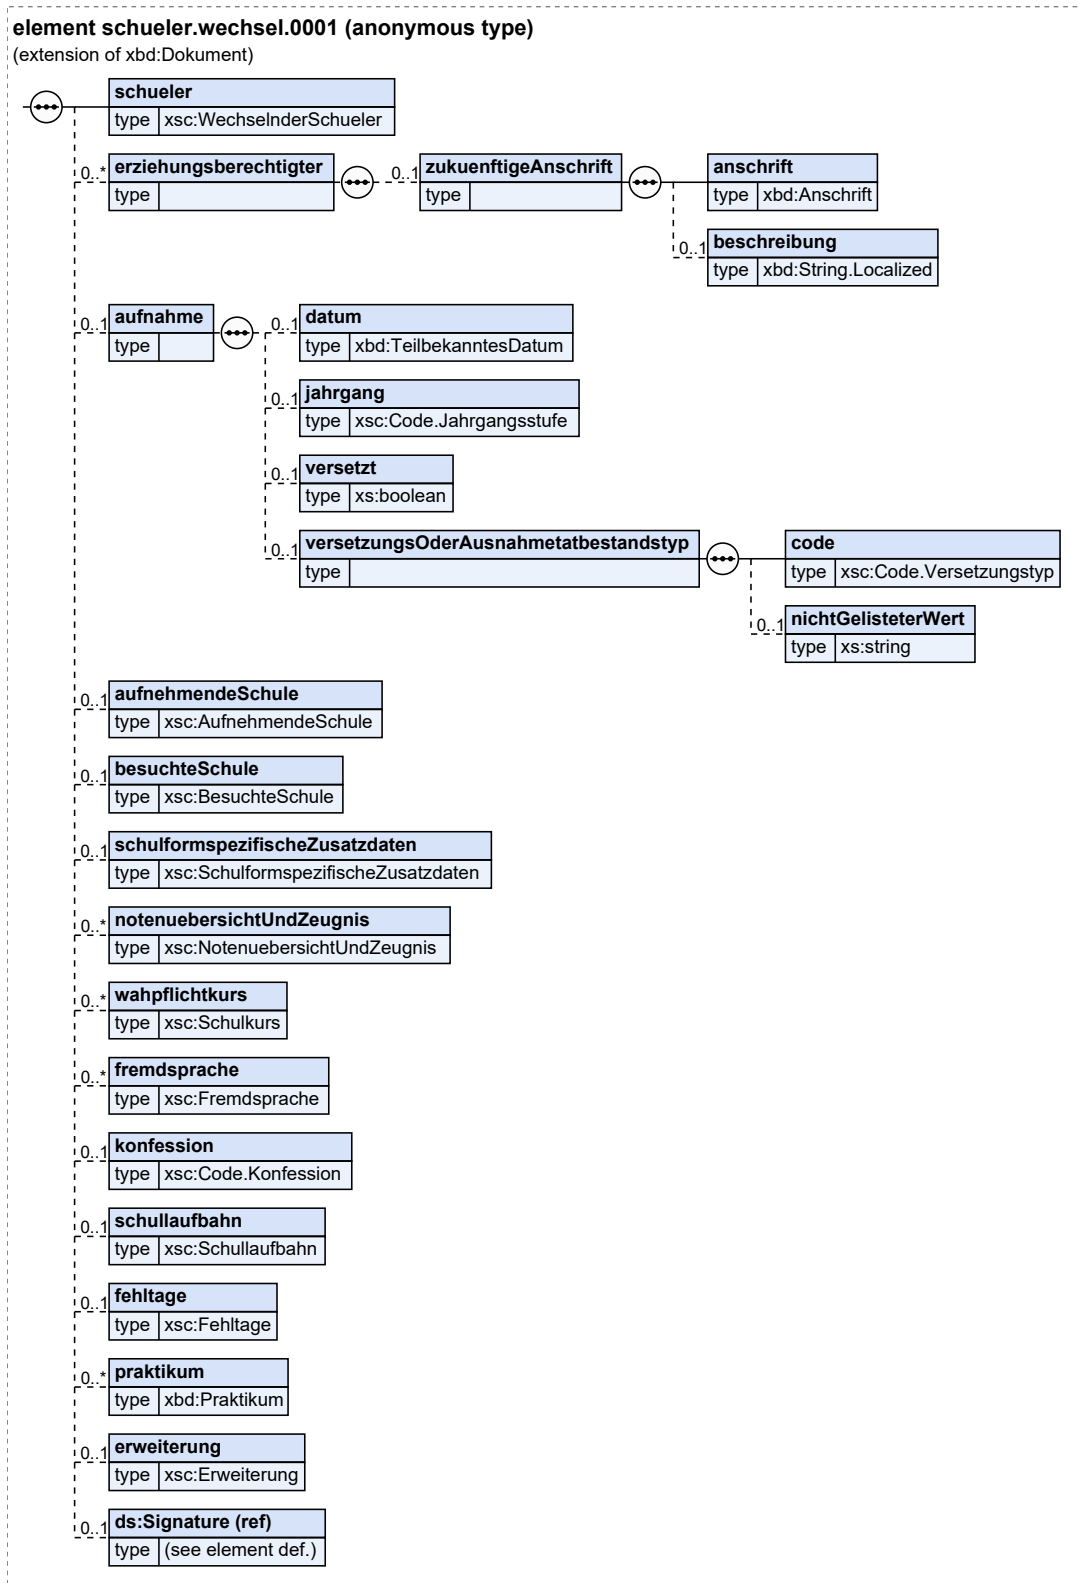 element schueler.wechsel.0001 (anonymous type)
(extension of xbd:Dokument)
schueler
type xsc:WechselnderSchueler
0..* erziehungsberechtigter
type
0..1 zukuenftigeAnschrift
type
anschrift
type xbd:Anschrift
0..1 beschreibung
type xbd:String.Localized
0..1 aufnahme
type
0..1 datum
type xbd:TeilbekanntesDatum
0..1 jahrgang
type xsc:Code.Jahrgangsstufe
0..1 versetzt
type xs:boolean
0..1 versetzungsOderAusnahmetatbestandstyp
type
code
type xsc:Code.Versetzungstyp
0..1 nichtGelisteterWert
type xs:string
0..1 aufnehmendeSchule
type xsc:AufnehmendeSchule
0..1 besuchteSchule
type xsc:BesuchteSchule
0..1 schulformspezifischeZusatzdaten
type xsc:SchulformspezifischeZusatzdaten
0..* notenuebersichtUndZeugnis
type xsc:NotenuebersichtUndZeugnis
0..* wahpflichtkurs
type xsc:Schulkurs
0..* fremdsprache
type xsc:Fremdsprache
0..1 konfession
type xsc:Code.Konfession
0..1 schullaufbahn
type xsc:Schullaufbahn
0..1 fehltage
type xsc:Fehltage
0..* praktikum
type xbd:Praktikum
0..1 erweiterung
type xsc:Erweiterung
0..1 ds:Signature (ref)
type (see element def.)